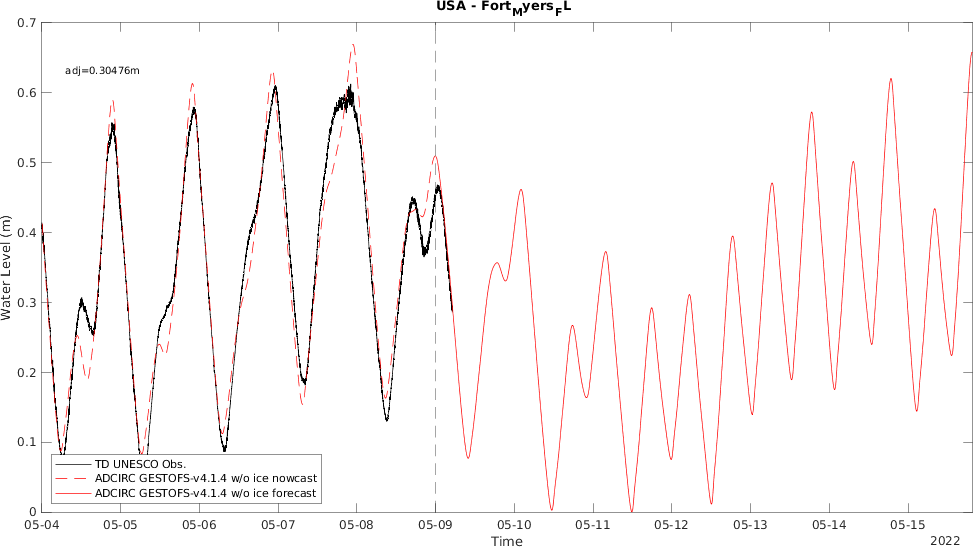 USA - Fort_Myers_FL
0.7
0.6
0.5
0.4
0.3
0.2
0.1
0
Water Level (m)
adj=0.30476m
TD UNESCO Obs.
ADCIRC GESTOFS-v4.1.4 w/o ice nowcast
ADCIRC GESTOFS-v4.1.4 w/o ice forecast
05-04 05-05 05-06 05-07 05-08 05-09 05-10 05-11 05-12 05-13 05-14 05-15
Time
2022